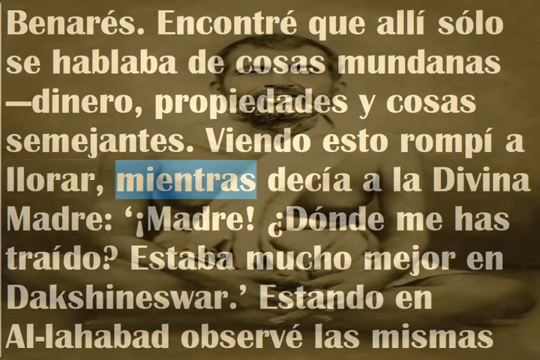 Benarés. Encontré que allí sólo
se hablaba de cosas mundanas
—dinero, propiedades y cosas
semejantes. Viendo esto rompí a
llorar, mientras decía a la Divina
Madre: ‘¡Madre! ¿Dónde me has
traído? Estaba mucho mejor en
Dakshineswar.’ Estando en
Al-lahabad observé las mismas